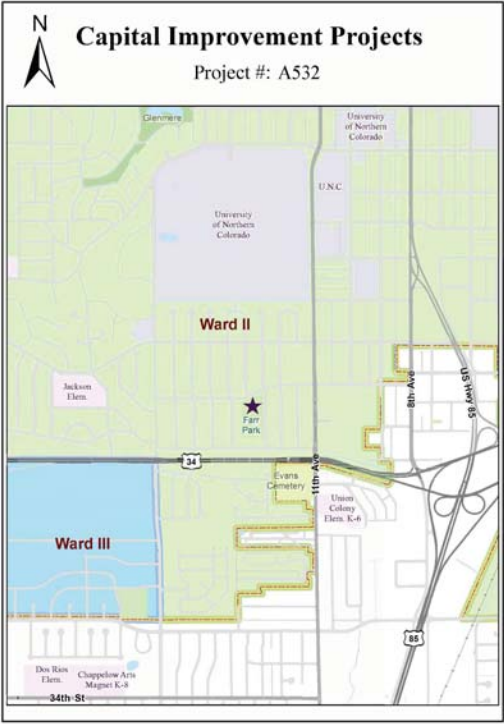 N
Capital Improvement Projects
Project #: A532
Glenmere
University
of Northern
Colorado
U.N.C.
University
of Northern
Colorado
Ward II
Jackson
Elem.
Farr
Park
8th Ave
US Hwy 85
34
11th Ave
Evans
Cemetery
Union
Colony
Elem. K-6
Ward III
85
Dos Rios
Elem.
Chappelow Arts
Magnet K-8
34th St